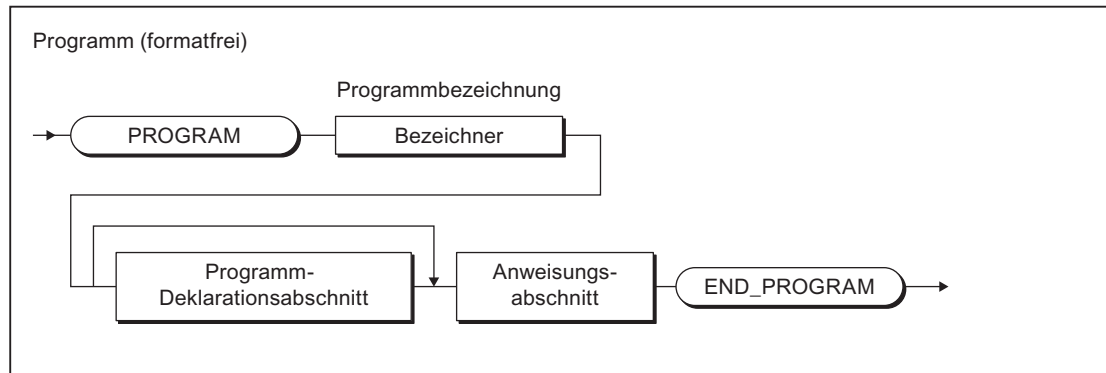 Programm (formatfrei)
Programmbezeichnung
PROGRAM
Bezeichner
Programm-
Deklarationsabschnitt
Anweisungs-
abschnitt
END_PROGRAM